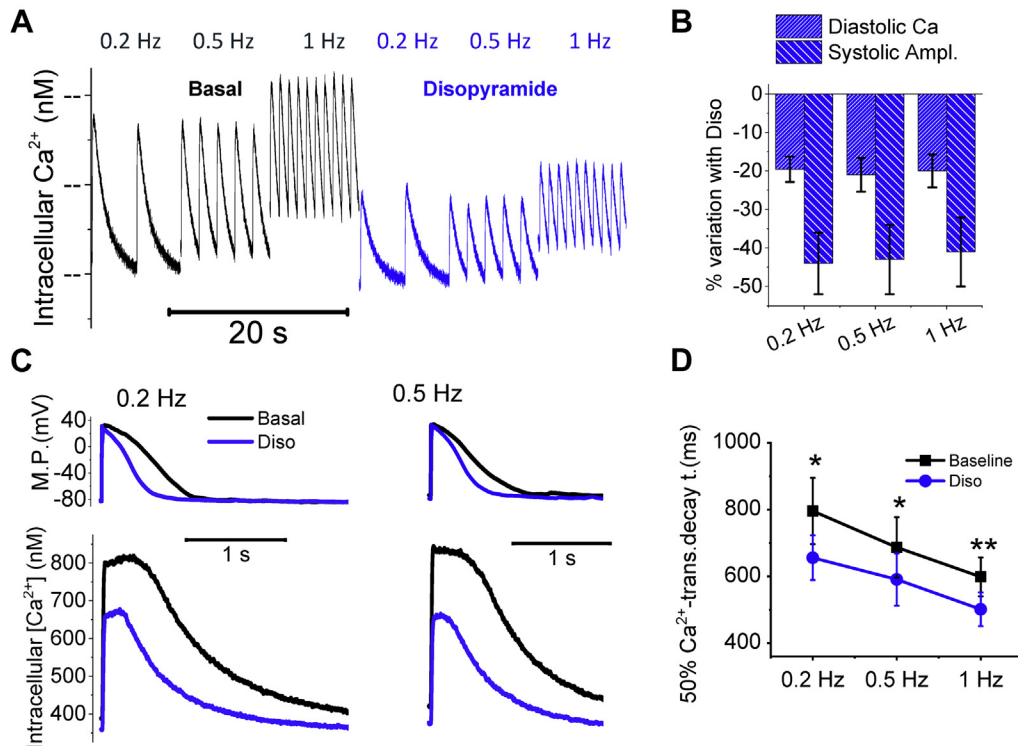 A
0.2 Hz 0.5 Hz 1 Hz 0.2 Hz 0.5 Hz 1 Hz
Basal Disopyramide
Intracellular Ca²⁺ (nM)
20 s
B
Diastolic Ca
Systolic Ampl.
% variation with Diso
0
-10
-20
-30
-40
-50
0.2 Hz 0.5 Hz 1 Hz
C
0.2 Hz 0.5 Hz
Basal
Diso
M.P.(mV)
40
0
-40
-80
1 s 1 s
Intracellular [Ca²⁺] (nM)
800
700
600
500
400
D
50% Ca²⁺-trans.decay t.(ms)
1000
800
600
400
* * **
Baseline
Diso
0.2 Hz 0.5 Hz 1 Hz